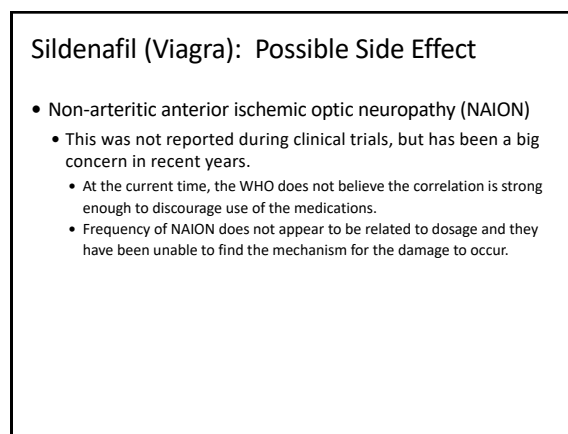 Sildenafil (Viagra):  Possible Side Effect
• Non-arteritic anterior ischemic optic neuropathy (NAION)
• This was not reported during clinical trials, but has been a big
concern in recent years.
• At the current time, the WHO does not believe the correlation is strong
enough to discourage use of the medications.
• Frequency of NAION does not appear to be related to dosage and they
have been unable to find the mechanism for the damage to occur.